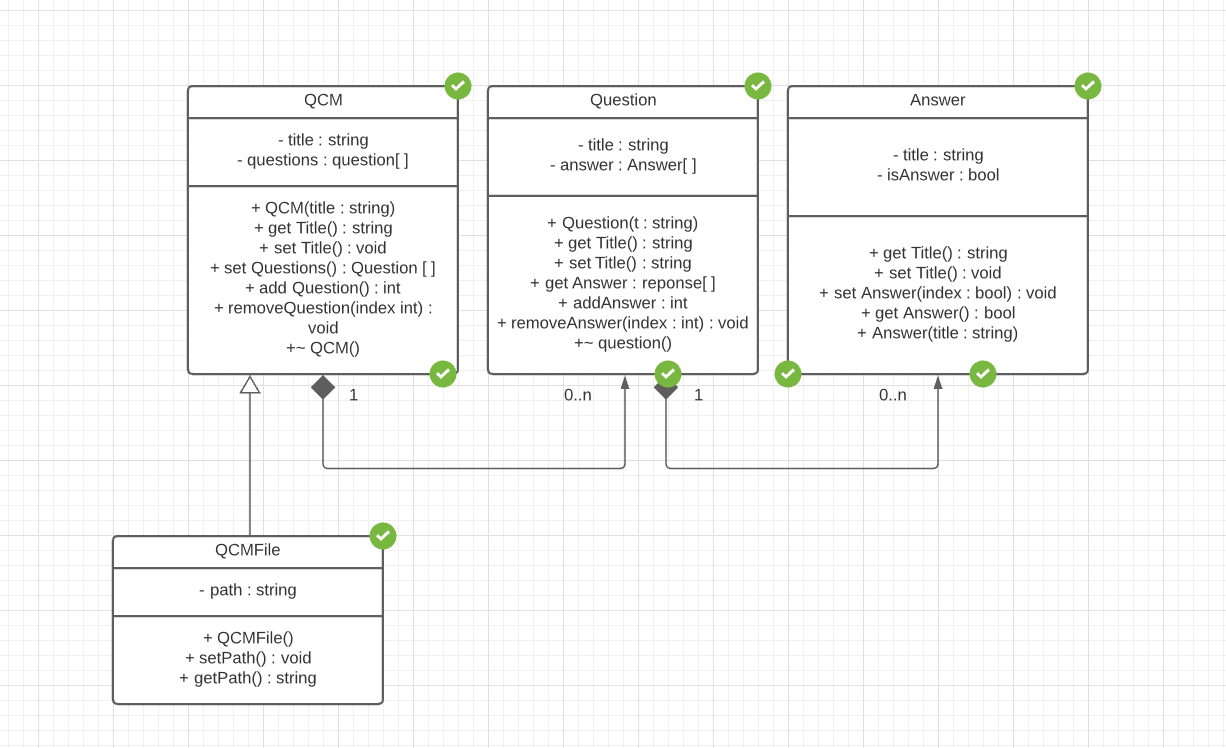 QCM
- title : string
- questions : question[ ]
+ QCM(title : string)
+ get Title() : string
+ set Title() : void
+ set Questions() : Question [ ]
+ add Question() : int
+ removeQuestion(index int) :
void
+~ QCM()
1
Question
- title : string
- answer : Answer[ ]
+ Question(t : string)
+ get Title() : string
+ set Title() : string
+ get Answer : reponse[ ]
+ addAnswer : int
+ removeAnswer(index : int) : void
+~ question()
0..n
1
Answer
- title : string
- isAnswer : bool
+ get Title() : string
+ set Title() : void
+ set Answer(index : bool) : void
+ get Answer() : bool
+ Answer(title : string)
0..n
QCMFile
- path : string
+ QCMFile()
+ setPath() : void
+ getPath() : string